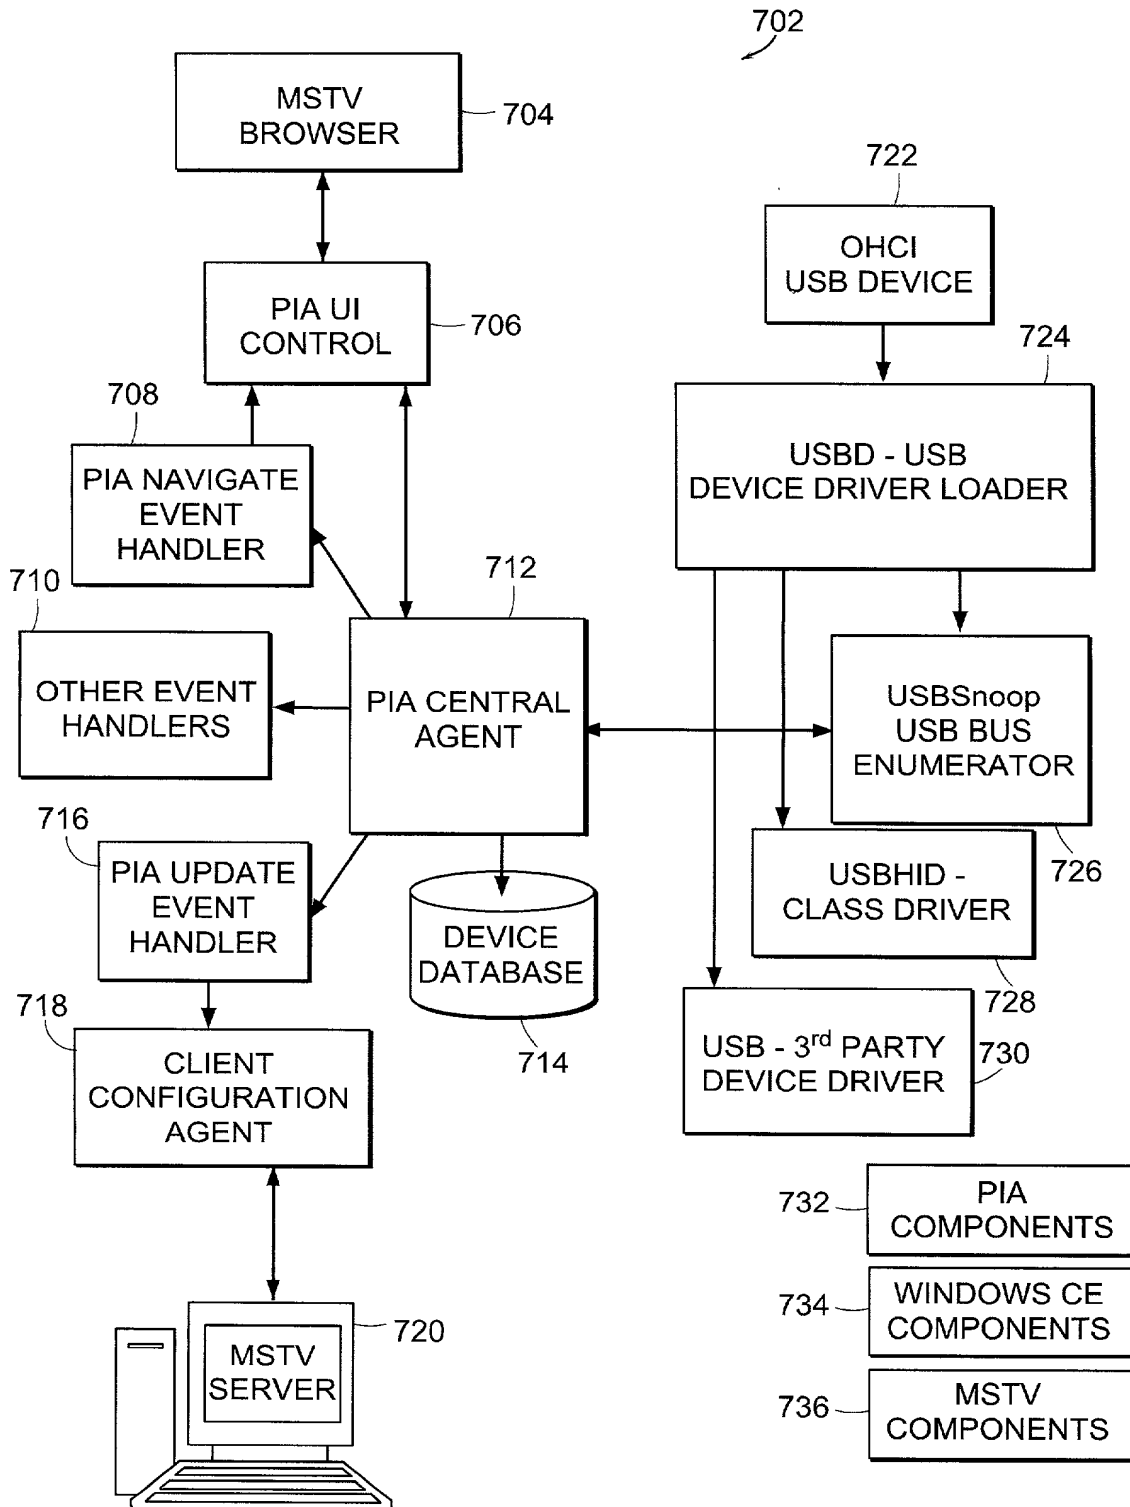 702
MSTV
BROWSER
704
722
OHCI
USB DEVICE
PIA UI
CONTROL
706
724
708
USBD - USB
DEVICE DRIVER LOADER
PIA NAVIGATE
EVENT
HANDLER
710
712
OTHER EVENT
HANDLERS
PIA CENTRAL
AGENT
USBSnoop
USB BUS
ENUMERATOR
716
726
PIA UPDATE
EVENT
HANDLER
USBHID -
CLASS DRIVER
DEVICE
DATABASE
728
718
714
USB - 3rd PARTY
DEVICE DRIVER
730
CLIENT
CONFIGURATION
AGENT
732
PIA
COMPONENTS
734
WINDOWS CE
COMPONENTS
720
MSTV
SERVER
736
MSTV
COMPONENTS